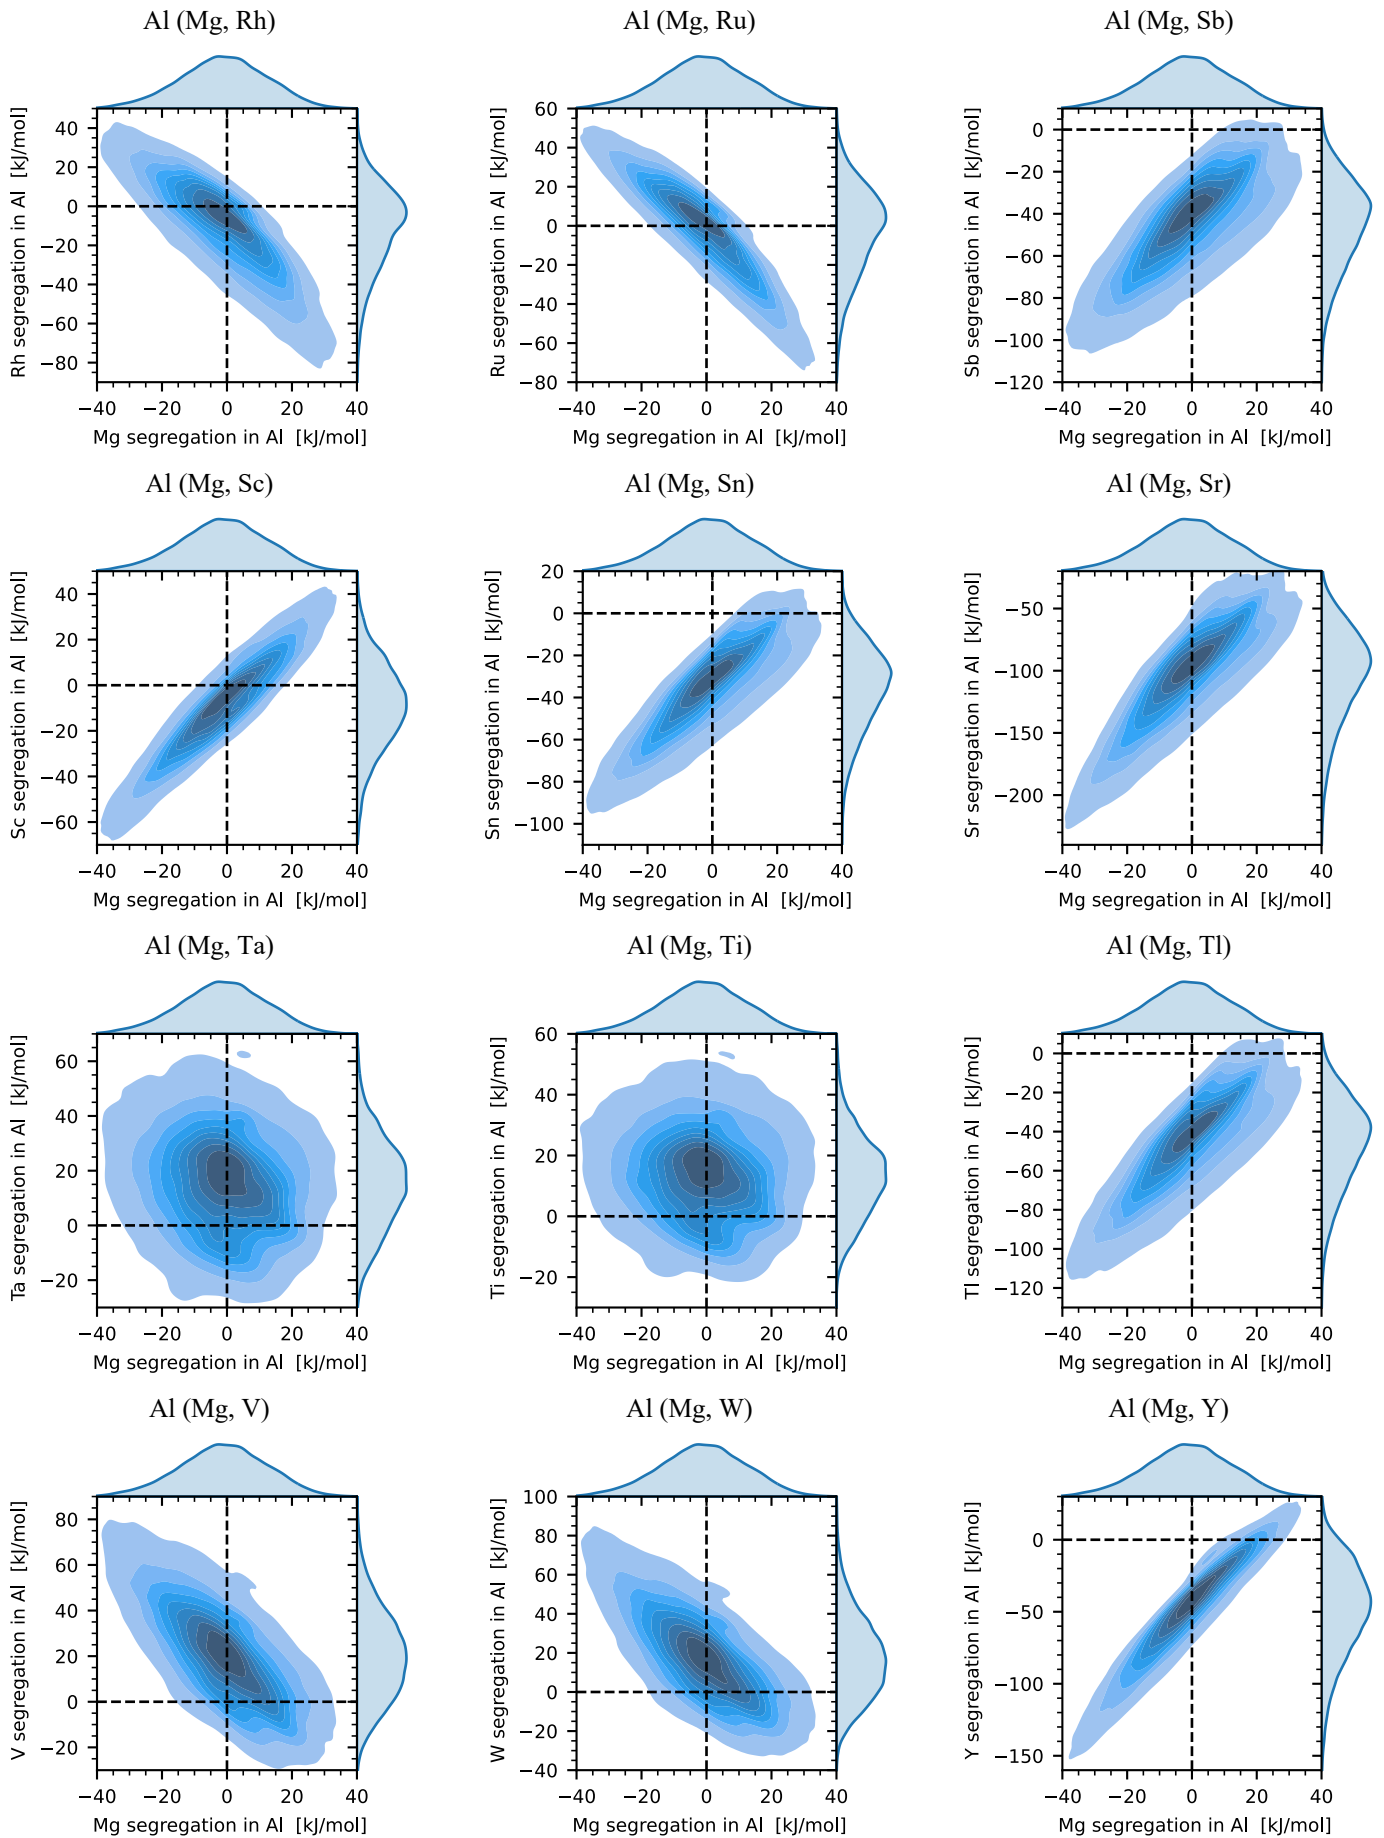 Al (Mg, Rh)
Al (Mg, Ru)
Al (Mg, Sb)
Rh segregation in Al [kJ/mol]
40
20
0
−20
−40
−60
−80
−40 −20 0 20 40
Mg segregation in Al [kJ/mol]
Ru segregation in Al [kJ/mol]
60
40
20
0
−20
−40
−60
−80
−40 −20 0 20 40
Mg segregation in Al [kJ/mol]
Sb segregation in Al [kJ/mol]
0
−20
−40
−60
−80
−100
−120
−40 −20 0 20 40
Mg segregation in Al [kJ/mol]
Al (Mg, Sc)
Al (Mg, Sn)
Al (Mg, Sr)
Sc segregation in Al [kJ/mol]
40
20
0
−20
−40
−60
−40 −20 0 20 40
Mg segregation in Al [kJ/mol]
Sn segregation in Al [kJ/mol]
20
0
−20
−40
−60
−80
−100
−40 −20 0 20 40
Mg segregation in Al [kJ/mol]
Sr segregation in Al [kJ/mol]
−50
−100
−150
−200
−40 −20 0 20 40
Mg segregation in Al [kJ/mol]
Al (Mg, Ta)
Al (Mg, Ti)
Al (Mg, Tl)
Ta segregation in Al [kJ/mol]
60
40
20
0
−20
−40 −20 0 20 40
Mg segregation in Al [kJ/mol]
Ti segregation in Al [kJ/mol]
60
40
20
0
−20
−40 −20 0 20 40
Mg segregation in Al [kJ/mol]
Tl segregation in Al [kJ/mol]
0
−20
−40
−60
−80
−100
−120
−40 −20 0 20 40
Mg segregation in Al [kJ/mol]
Al (Mg, V)
Al (Mg, W)
Al (Mg, Y)
V segregation in Al [kJ/mol]
80
60
40
20
0
−20
−40 −20 0 20 40
Mg segregation in Al [kJ/mol]
W segregation in Al [kJ/mol]
100
80
60
40
20
0
−20
−40
−40 −20 0 20 40
Mg segregation in Al [kJ/mol]
Y segregation in Al [kJ/mol]
0
−50
−100
−150
−40 −20 0 20 40
Mg segregation in Al [kJ/mol]